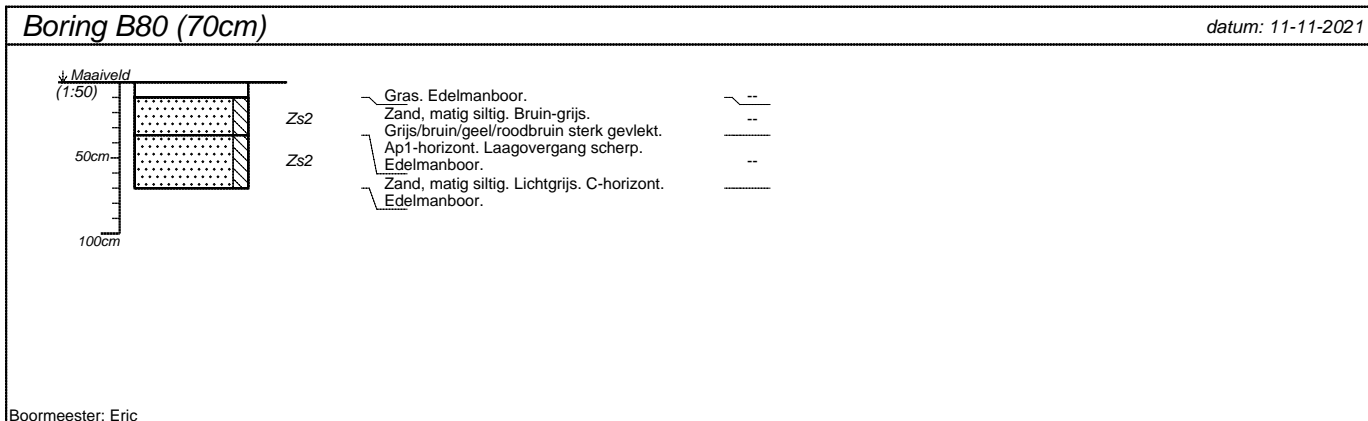 Boring B80 (70cm)
datum: 11-11-2021
Maaiveld
(1:50)
50cm
100cm
Zs2
Zs2
Gras. Edelmanboor.
Zand, matig siltig. Bruin-grijs.
Grijs/bruin/geel/roodbruin sterk gevlekt.
Ap1-horizont. Laagovergang scherp.
Edelmanboor.
Zand, matig siltig. Lichtgrijs. C-horizont.
Edelmanboor.
--
--
--
Boormeester: Eric